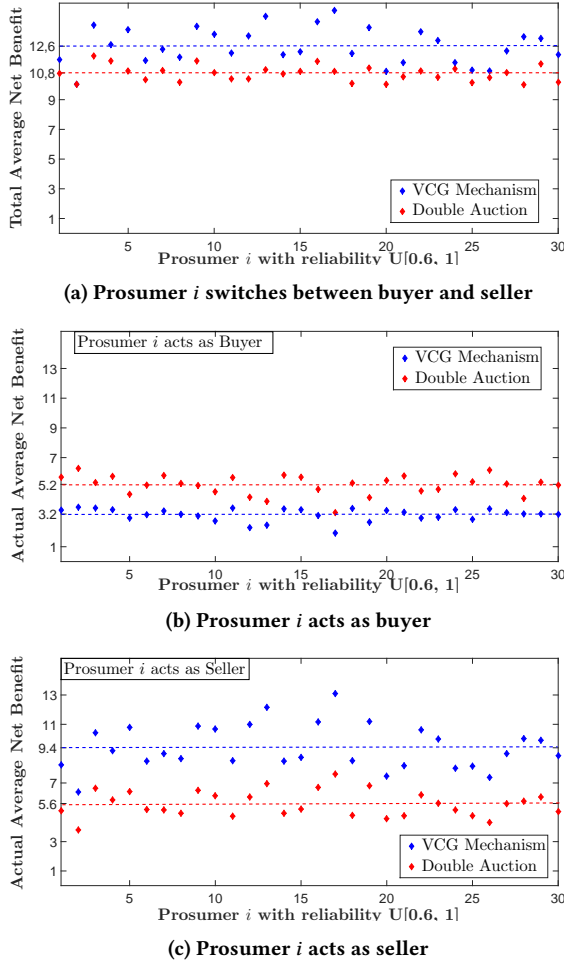 Total Average Net Benefit
12,6
10,8
9
7
5
3
1
VCG Mechanism
Double Auction
5 10 15 20 25 30
Prosumer i with reliability U[0.6, 1]
(a) Prosumer i switches between buyer and seller
Actual Average Net Benefit
Prosumer i acts as Buyer
13
11
9
7
5.2
3.2
1
VCG Mechanism
Double Auction
5 10 15 20 25 30
Prosumer i with reliability U[0.6, 1]
(b) Prosumer i acts as buyer
Actual Average Net Benefit
Prosumer i acts as Seller
13
11
9.4
7
5.6
3
1
VCG Mechanism
Double Auction
5 10 15 20 25 30
Prosumer i with reliability U[0.6, 1]
(c) Prosumer i acts as seller